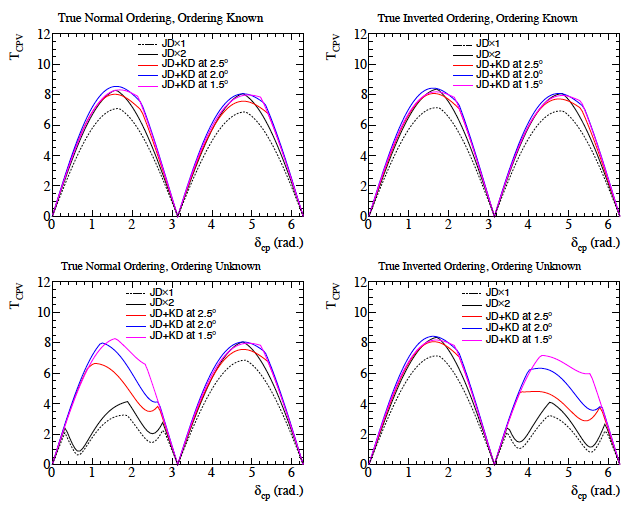 True Normal Ordering, Ordering Known
T_CPV
12
10
8
6
4
2
0
JD×1
JD×2
JD+KD at 2.5°
JD+KD at 2.0°
JD+KD at 1.5°
0 1 2 3 4 5 6
δ_cp (rad.)
True Inverted Ordering, Ordering Known
T_CPV
12
10
8
6
4
2
0
JD×1
JD×2
JD+KD at 2.5°
JD+KD at 2.0°
JD+KD at 1.5°
0 1 2 3 4 5 6
δ_cp (rad.)
True Normal Ordering, Ordering Unknown
T_CPV
12
10
8
6
4
2
0
JD×1
JD×2
JD+KD at 2.5°
JD+KD at 2.0°
JD+KD at 1.5°
0 1 2 3 4 5 6
δ_cp (rad.)
True Inverted Ordering, Ordering Unknown
T_CPV
12
10
8
6
4
2
0
JD×1
JD×2
JD+KD at 2.5°
JD+KD at 2.0°
JD+KD at 1.5°
0 1 2 3 4 5 6
δ_cp (rad.)